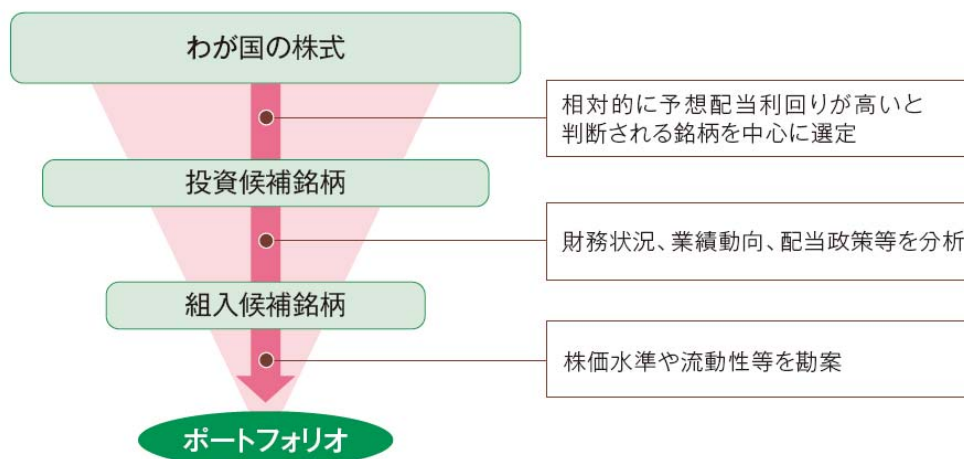 わが国の株式
相対的に予想配当利回りが高いと
判断される銘柄を中心に選定
投資候補銘柄
財務状況、業績動向、配当政策等を分析
組入候補銘柄
株価水準や流動性等を勘案
ポートフォリオ